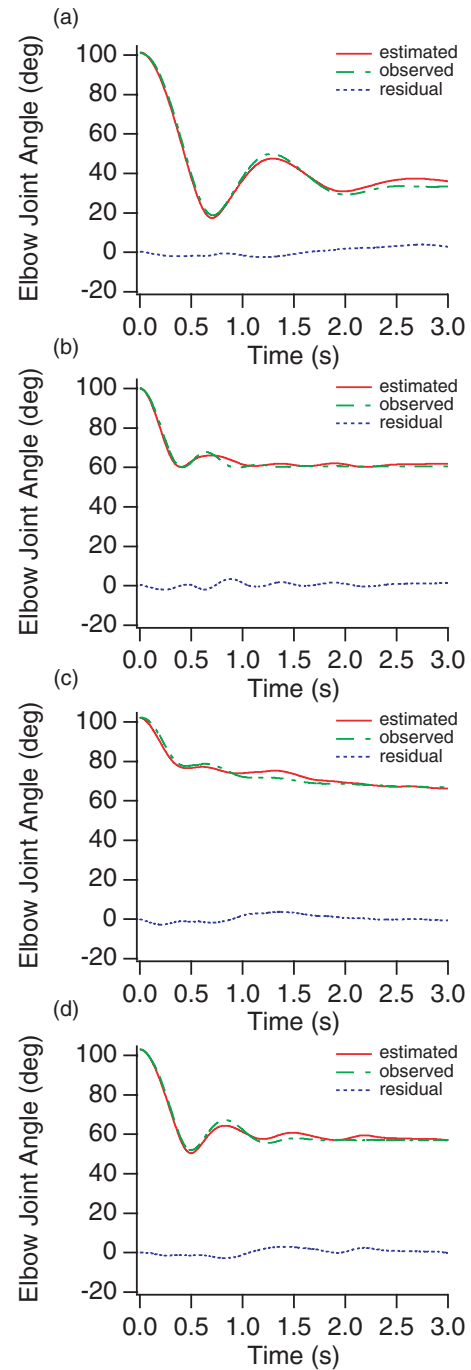 (a)
Elbow Joint Angle (deg)
100
80
60
40
20
0
-20
estimated
observed
residual
0.0 0.5 1.0 1.5 2.0 2.5 3.0
Time (s)
(b)
Elbow Joint Angle (deg)
100
80
60
40
20
0
-20
estimated
observed
residual
0.0 0.5 1.0 1.5 2.0 2.5 3.0
Time (s)
(c)
Elbow Joint Angle (deg)
100
80
60
40
20
0
-20
estimated
observed
residual
0.0 0.5 1.0 1.5 2.0 2.5 3.0
Time (s)
(d)
Elbow Joint Angle (deg)
100
80
60
40
20
0
-20
estimated
observed
residual
0.0 0.5 1.0 1.5 2.0 2.5 3.0
Time (s)